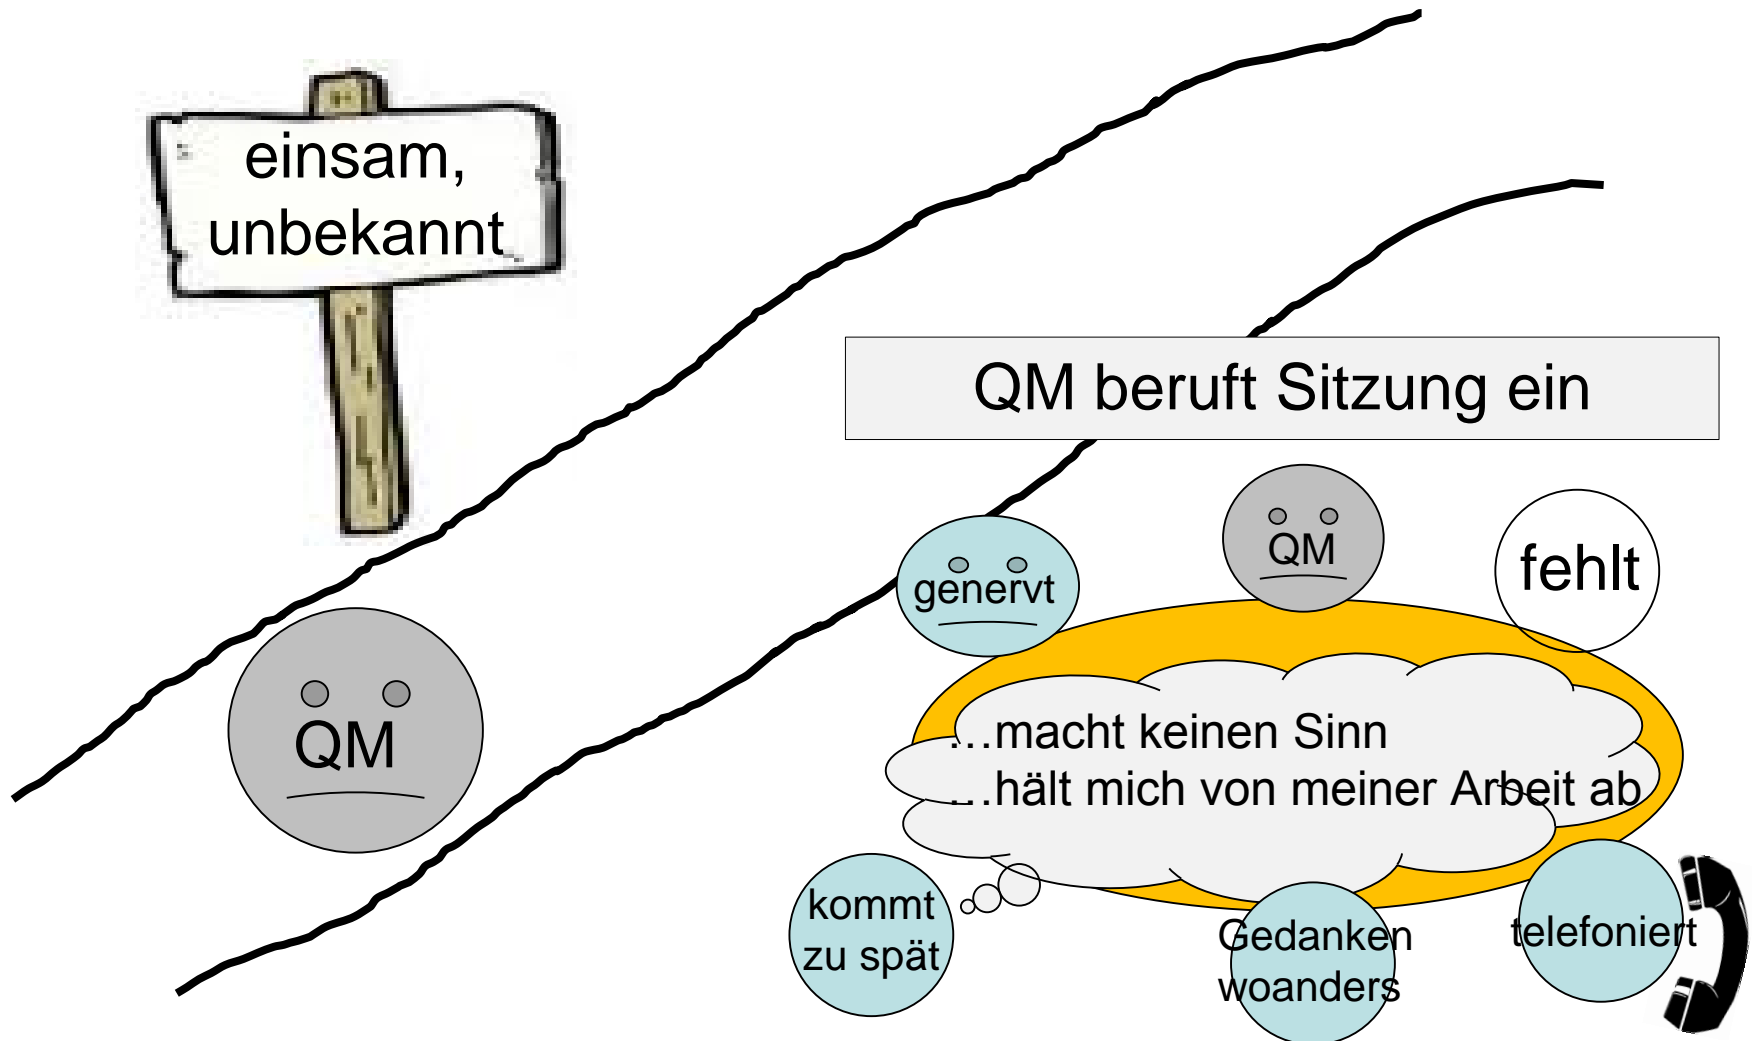 einsam,
unbekannt
QM
QM beruft Sitzung ein
genervt
QM
fehlt
…macht keinen Sinn
…hält mich von meiner Arbeit ab
kommt
zu spät
Gedanken
woanders
telefoniert